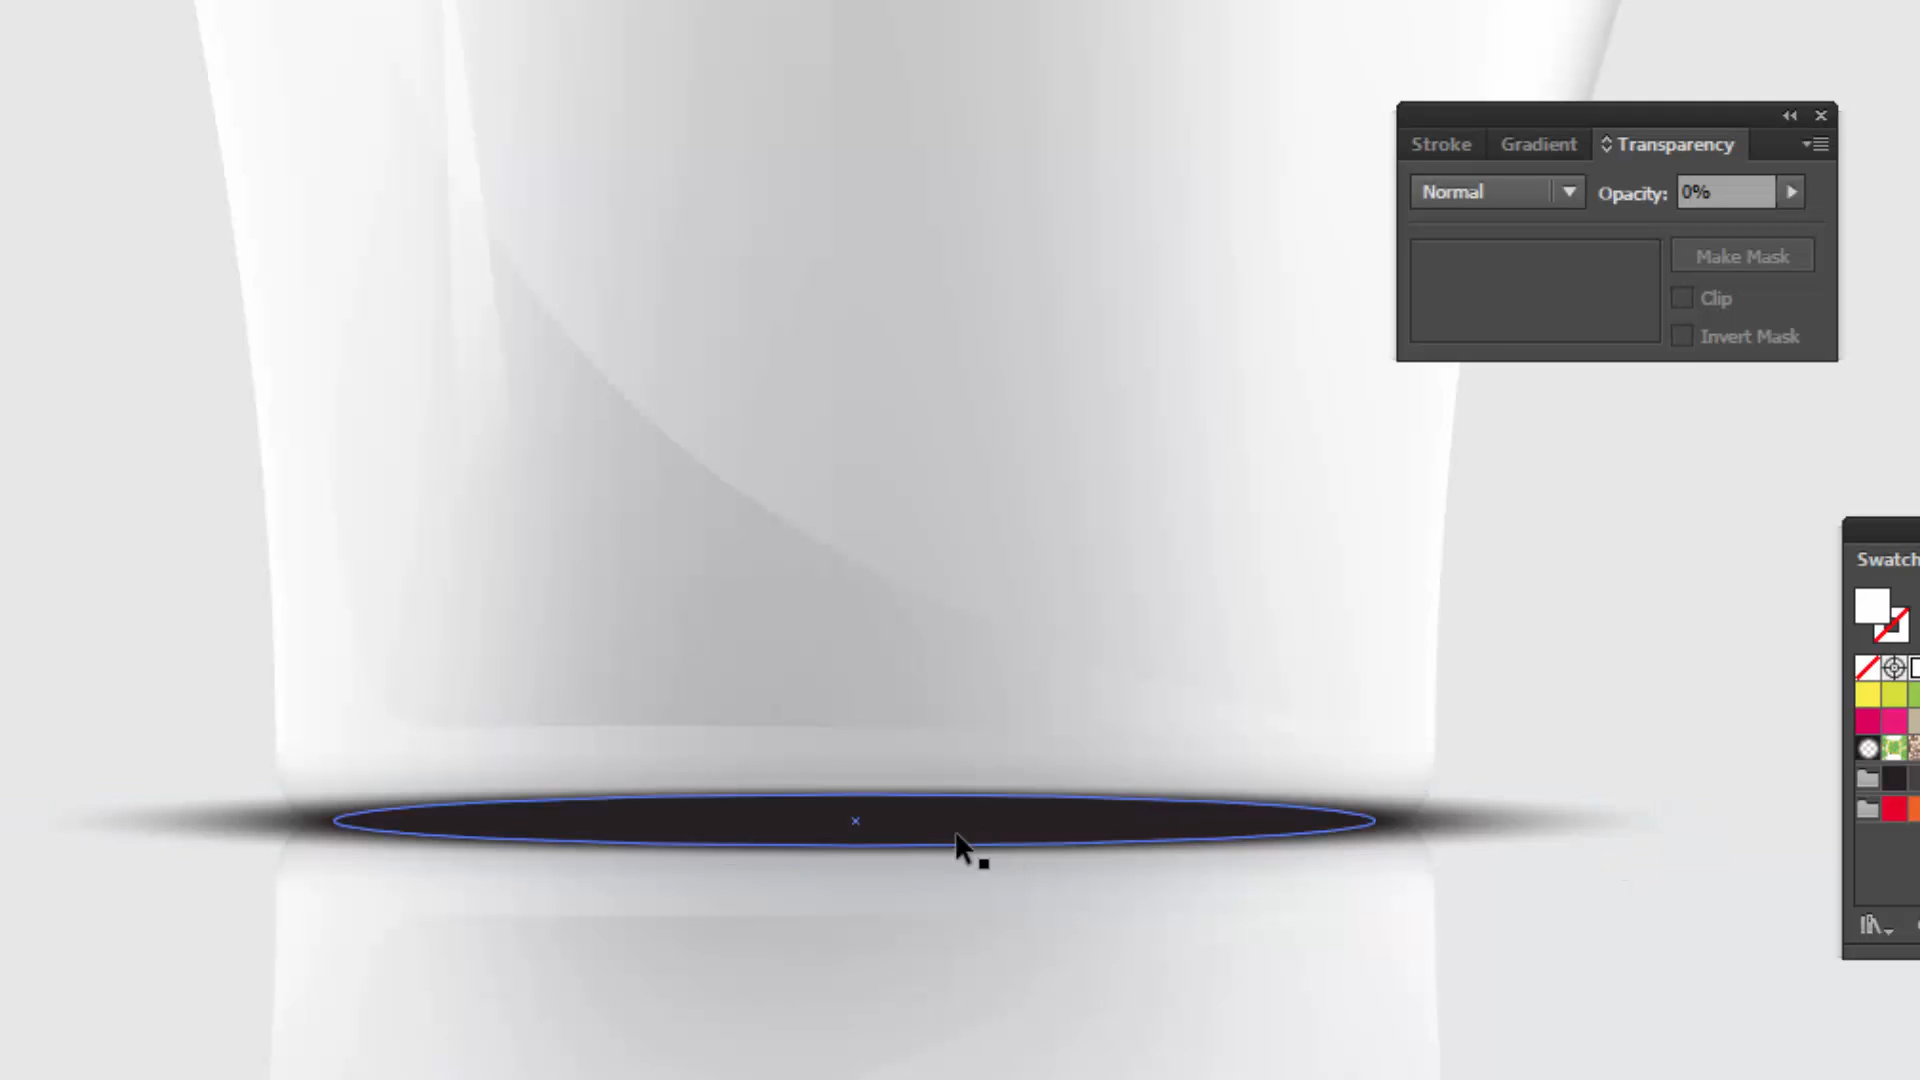 Stroke Gradient Transparency
Normal Opacity: 0%
Make Mask
Clip
Invert Mask
Swatch